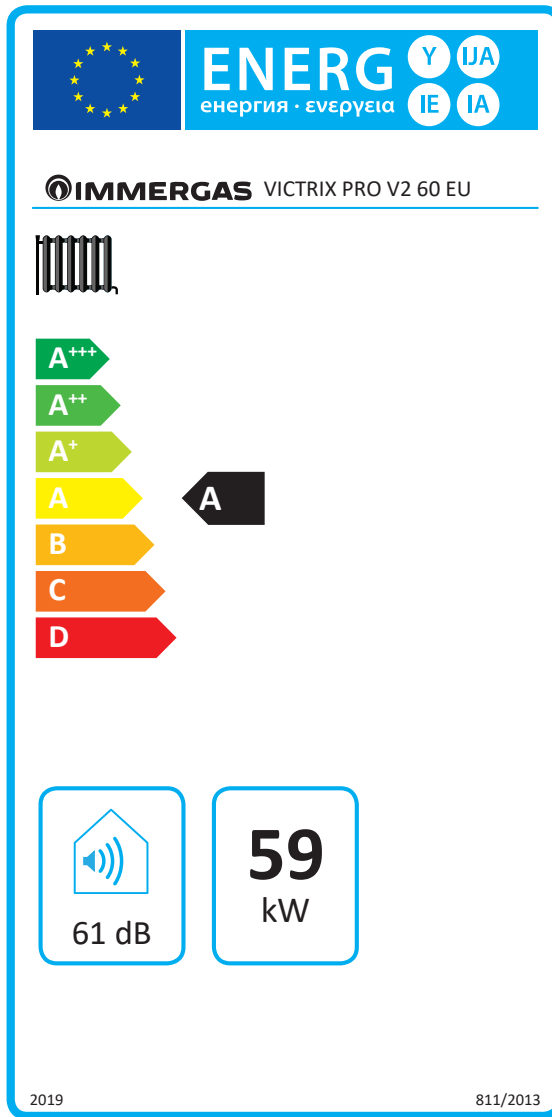 ENERG Y IJA
енергия · ενεργεια IE IA
IMMERGAS VICTRIX PRO V2 60 EU
A+++
A++
A+
A A
B
C
D
59
kW
61 dB
2019 811/2013